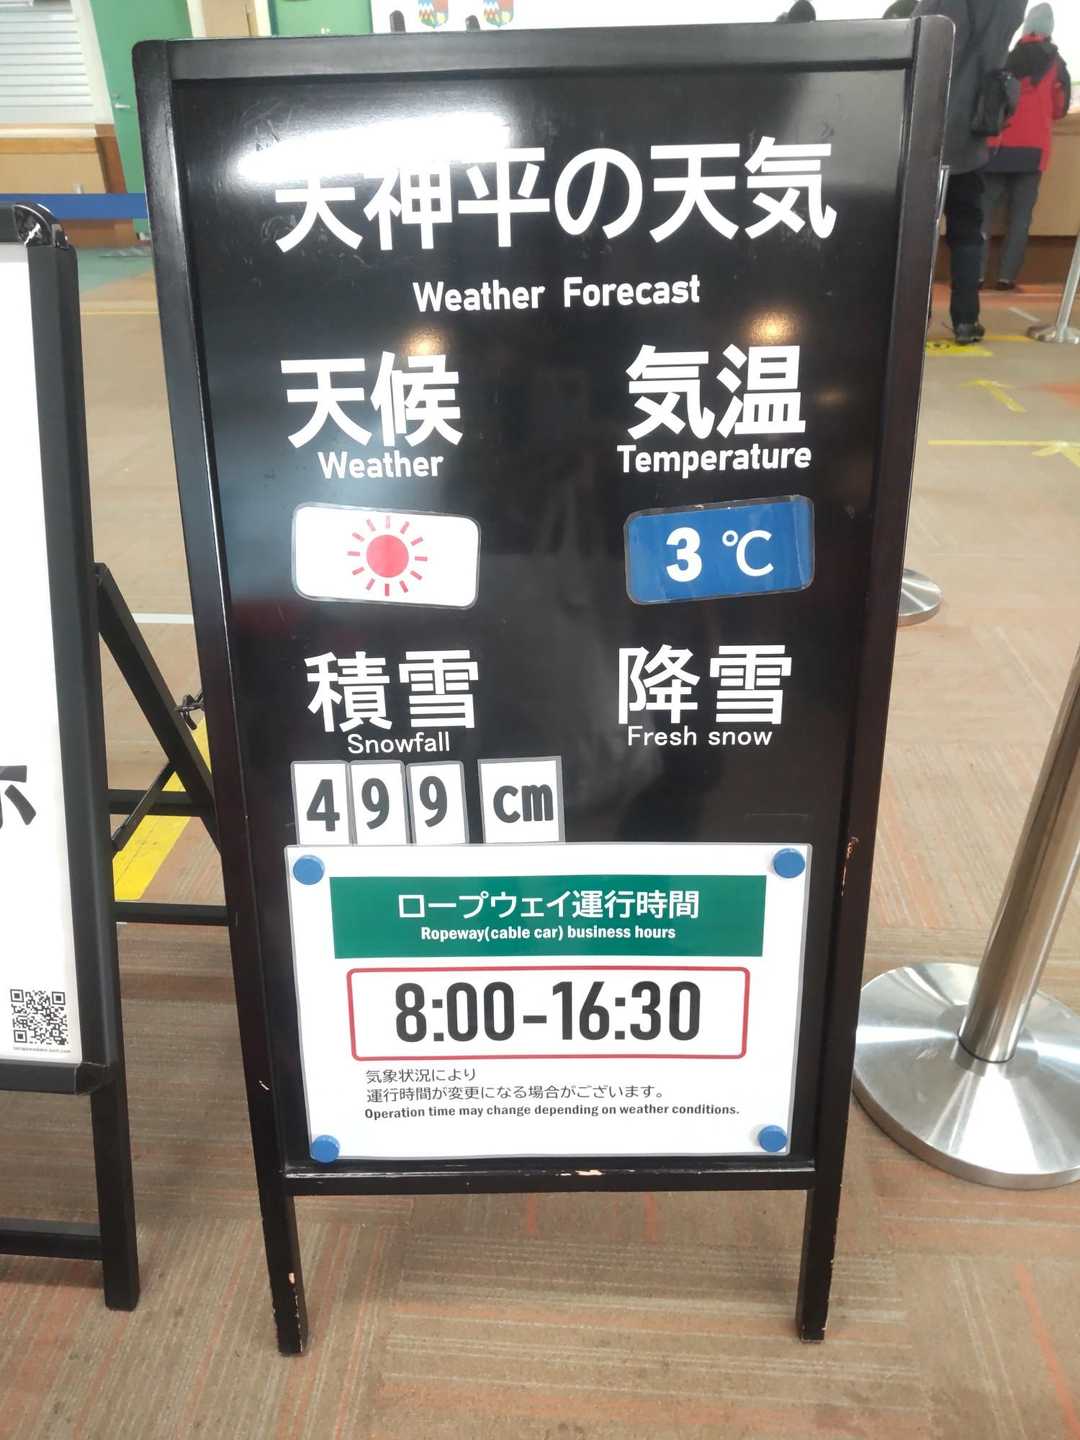 天神平の天気
Weather Forecast
天候
Weather
気温
Temperature
3 ℃
積雪
Snowfall
降雪
Fresh snow
499 cm
ロープウェイ運行時間
Ropeway(cable car) business hours
8:00-16:30
気象状況により
運行時間が変更になる場合がございます。
Operation time may change depending on weather conditions.